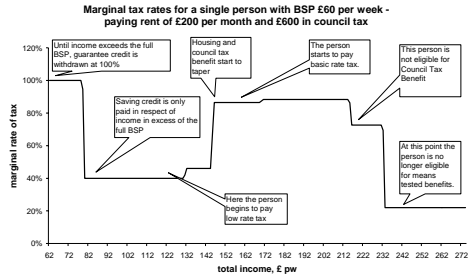 Marginal tax rates for a single person with BSP £60 per week -
paying rent of £200 per month and £600 in council tax
120%
100%
80%
60%
40%
20%
0%
marginal rate of tax
Until income exceeds the full
BSP, guarantee credit is
withdrawn at 100%
Saving credit is only
paid in respect of
income in excess of the
full BSP
Housing and
council tax
benefit start to
taper
Here the person
begins to pay
low rate tax
The person
starts to pay
basic rate tax.
This person is
not eligible for
Council Tax
Benefit
At this point the
person is no
longer eligible
for means
tested benefits.
62 72 82 92 102 112 122 132 142 152 162 172 182 192 202 212 222 232 242 252 262 272
total income, £ pw